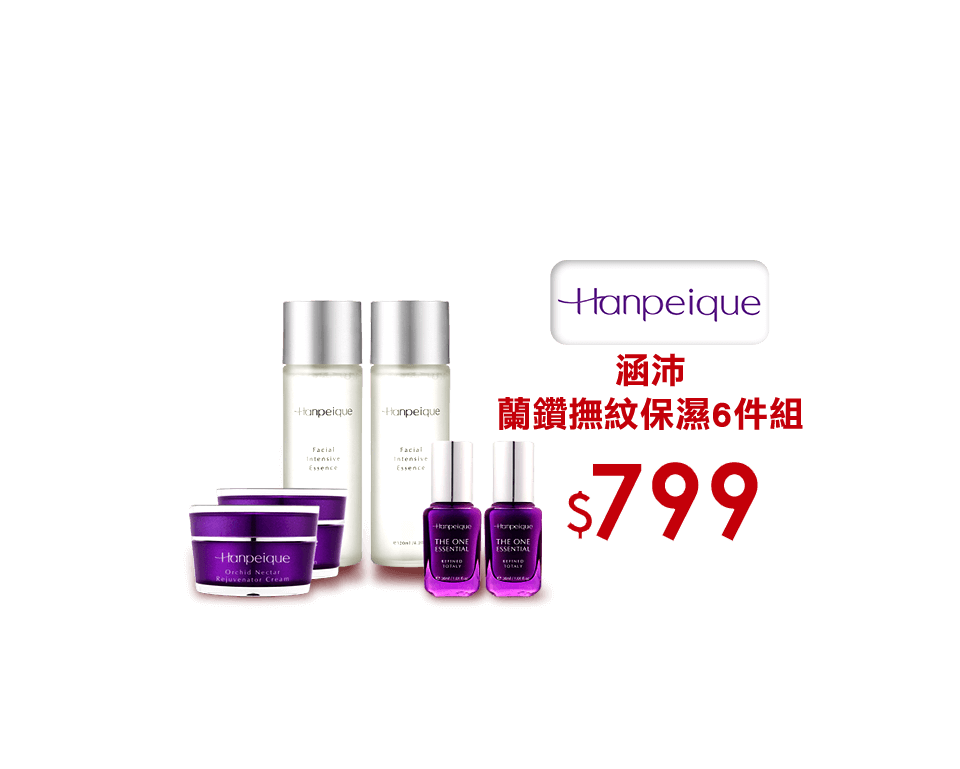 Hanpeique
涵沛
蘭鑽撫紋保濕6件組
$799
Hanpeique
Facial
Intensive
Essence
Hanpeique
Facial
Intensive
Essence
Hanpeique
Orchid Nectar
Rejuvenator Cream
Hanpeique
THE ONE
ESSENTIAL
REFINED
TOTALY
Hanpeique
THE ONE
ESSENTIAL
REFINED
TOTALY